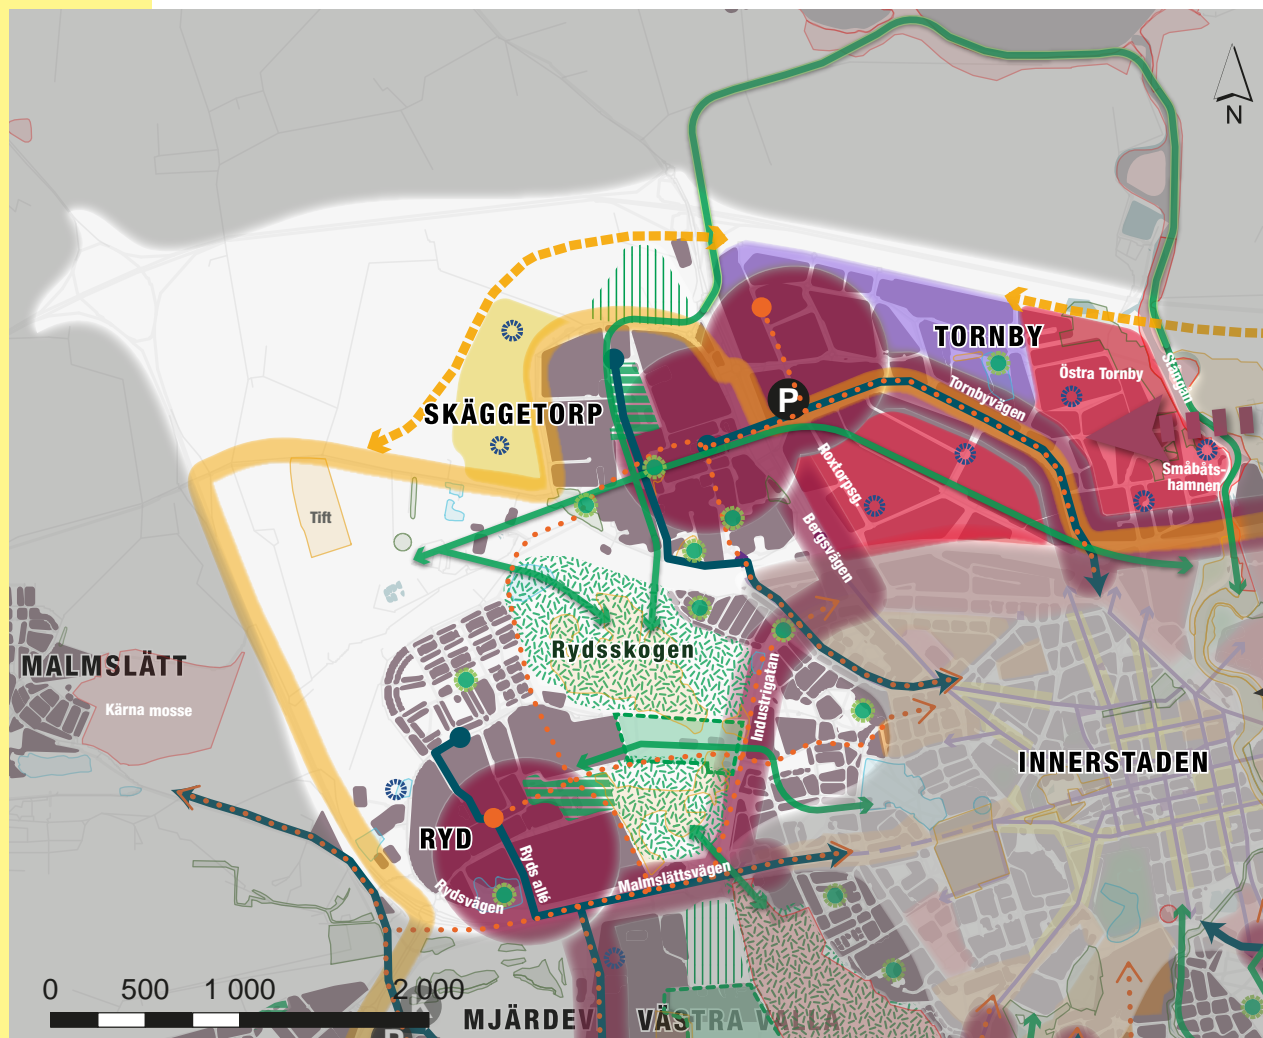 N
TORNBY
Stångån
Östra Tornby
Tornbyvägen
P
SKÄGGETORP
Roxtorpsg.
Småbåts-
hamnen
Tift
Bergsvägen
Rydsskogen
MALMSLÄTT
Kärna mosse
Industrigatan
INNERSTADEN
RYD
Ryds allé
Malmslättsvägen
Rydsvägen
0 500 1 000 2 000
MJÄRDEV
VÄSTRA VALLA